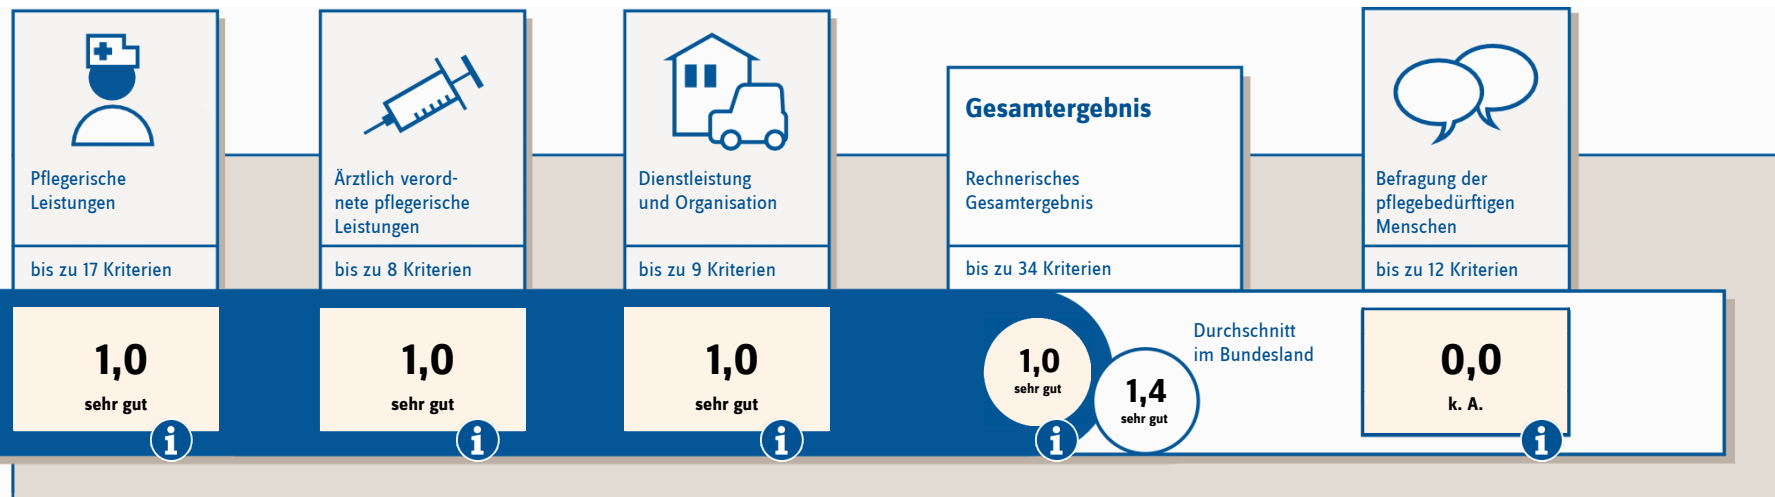 Pflegerische
Leistungen
bis zu 17 Kriterien
1,0
sehr gut
i
Ärztlich verord-
nete pflegerische
Leistungen
bis zu 8 Kriterien
1,0
sehr gut
i
Dienstleistung
und Organisation
bis zu 9 Kriterien
1,0
sehr gut
i
Gesamtergebnis
Rechnerisches
Gesamtergebnis
bis zu 34 Kriterien
1,0
sehr gut
i
1,4
sehr gut
Durchschnitt
im Bundesland
Befragung der
pflegebedürftigen
Menschen
bis zu 12 Kriterien
0,0
k. A.
i